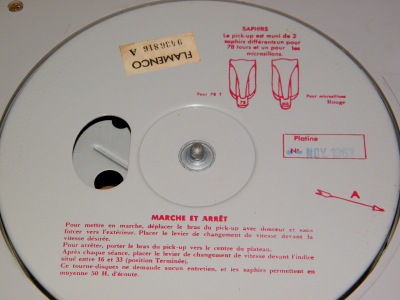 FLAMENCO
9436816 A
SAPHIRS
Le pick-up est muni de 2
saphirs différents:un pour
78 tours et un pour les
microsillons.
Pour 78 T
Pour microsillons
Rouge
78
Platine
N°
NOV
A
MARCHE ET ARRÊT
Pour mettre en marche, déplacer le bras du pick-up avec douceur et sans
forcer vers l'extérieur. Placer le levier de changement de vitesse devant la
vitesse désirée.
Pour arrêter, porter le bras du pick-up vers le centre du plateau.
Après chaque séance, placer le levier de changement de vitesse devant l'indice
situé entre 16 et 33 (position Terminée).
Ce tourne-disques ne demande aucun entretien, et les saphirs permettent en
moyenne 50 H. d'écoute.